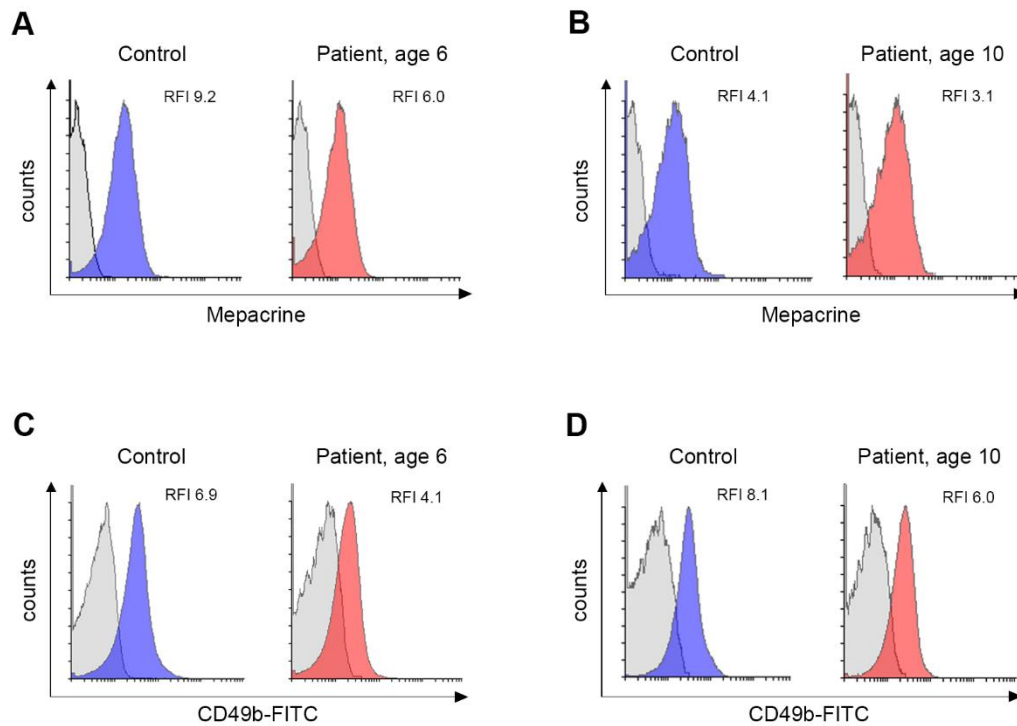 A
Control
Patient, age 6
RFI 9.2
RFI 6.0
counts
Mepacrine
B
Control
Patient, age 10
RFI 4.1
RFI 3.1
counts
Mepacrine
C
Control
Patient, age 6
RFI 6.9
RFI 4.1
counts
CD49b-FITC
D
Control
Patient, age 10
RFI 8.1
RFI 6.0
counts
CD49b-FITC